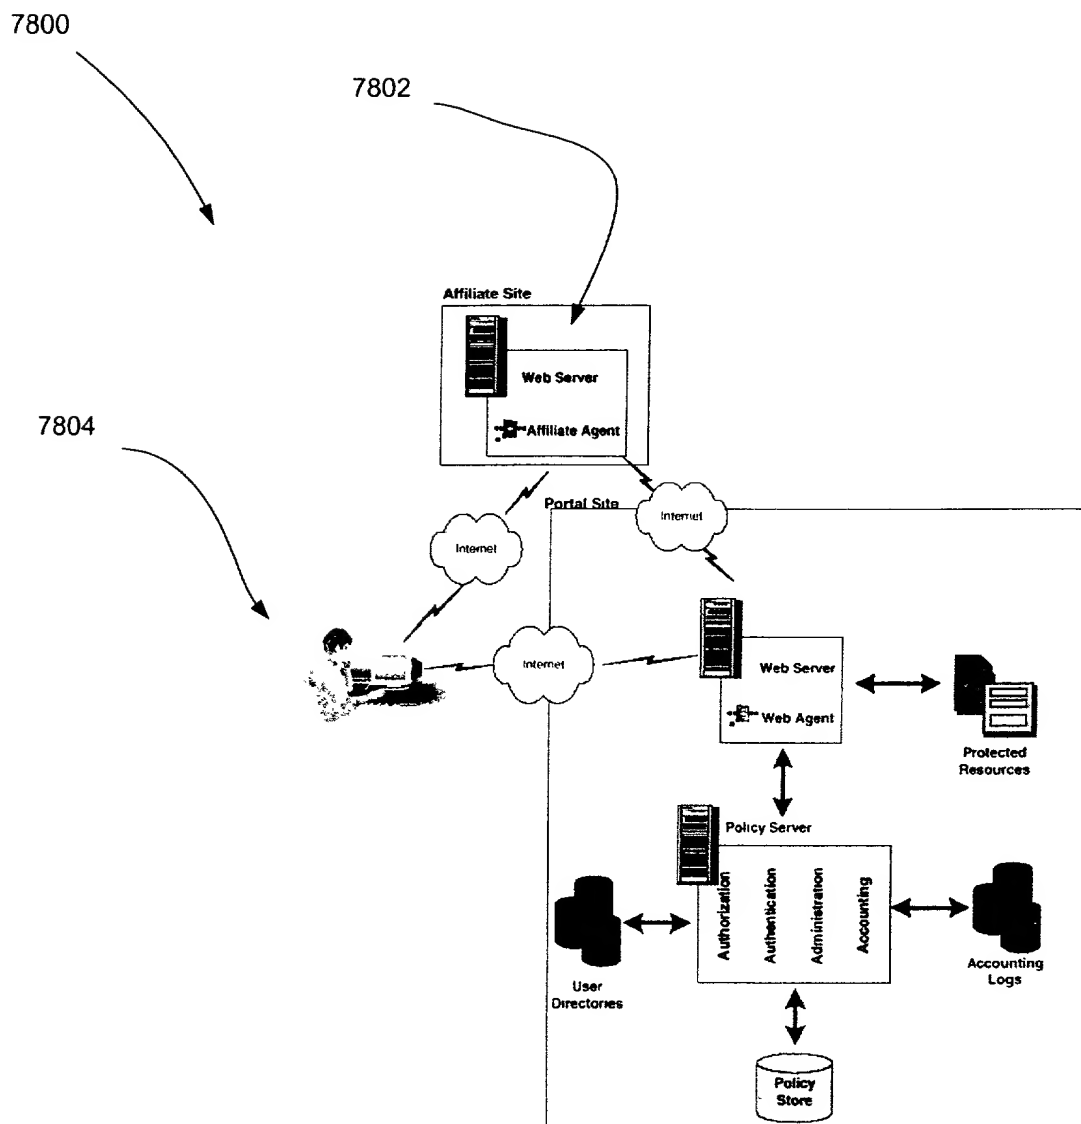 7800
7802
Affiliate Site
Web Server
Affiliate Agent
7804
Portal Site
Internet
Internet
Internet
Web Server
Web Agent
Protected
Resources
Policy Server
Authorization
Authentication
Administration
Accounting
User
Directories
Accounting
Logs
Policy
Store